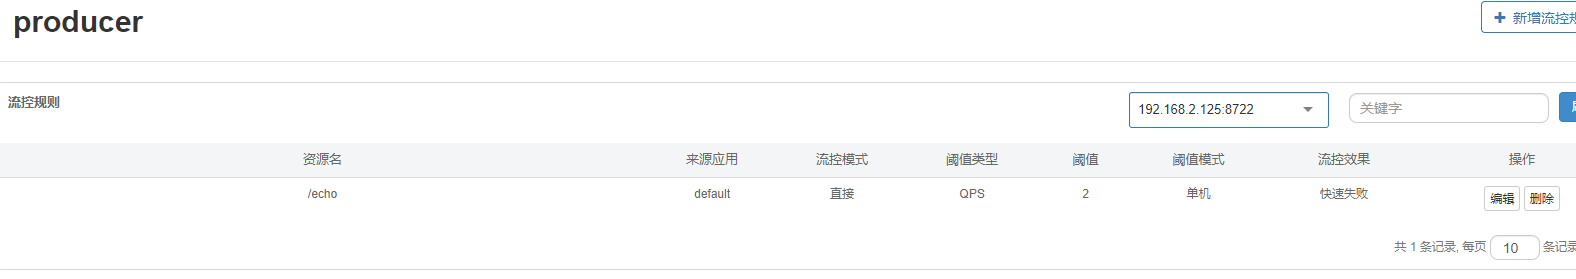 producer
+ 新增流控规
流控规则
192.168.2.125:8722
关键字
资源名 来源应用 流控模式 阈值类型 阈值 阈值模式 流控效果 操作
/echo default 直接 QPS 2 单机 快速失败 编辑 删除
共 1 条记录, 每页 10 条记录